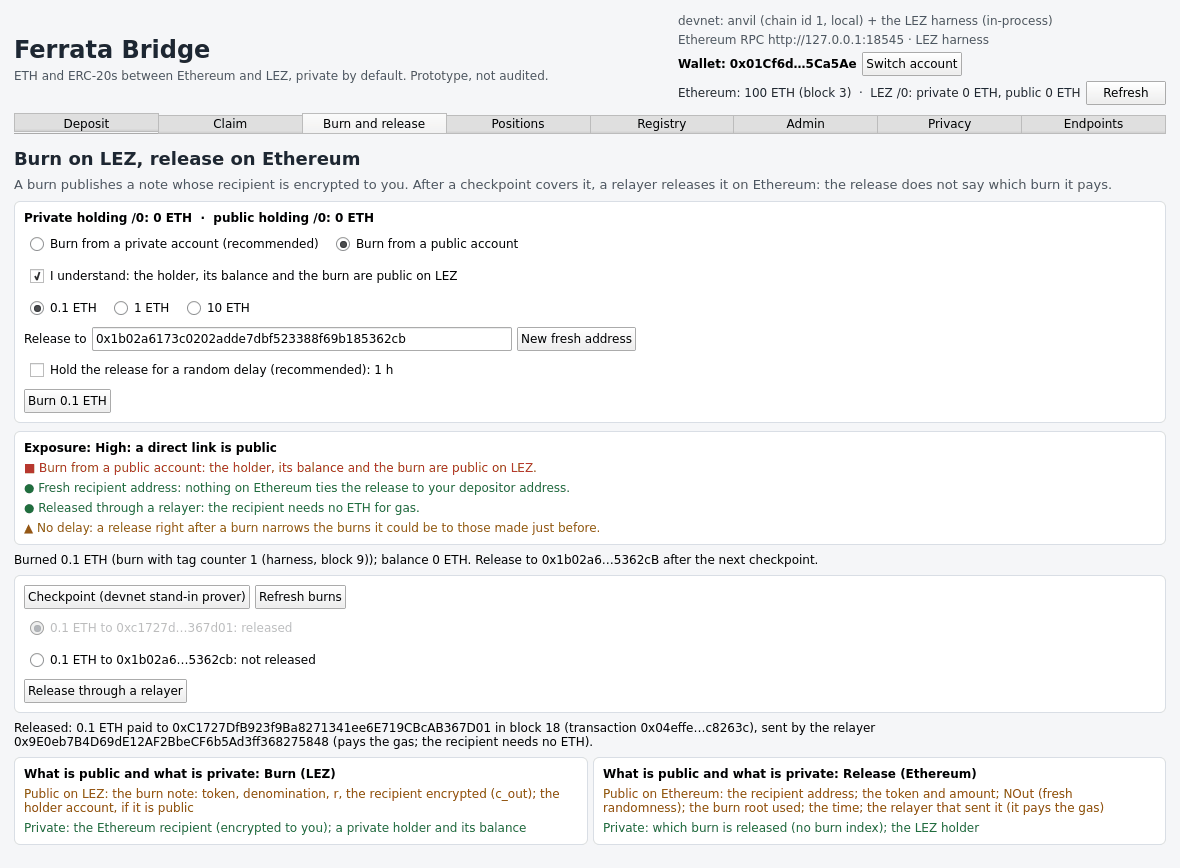 Ferrata Bridge
ETH and ERC-20s between Ethereum and LEZ, private by default. Prototype, not audited.
devnet: anvil (chain id 1, local) + the LEZ harness (in-process)
Ethereum RPC http://127.0.0.1:18545 · LEZ harness
Wallet: 0x01Cf6d…5Ca5Ae Switch account
Ethereum: 100 ETH (block 3) · LEZ /0: private 0 ETH, public 0 ETH Refresh
Deposit Claim Burn and release Positions Registry Admin Privacy Endpoints
Burn on LEZ, release on Ethereum
A burn publishes a note whose recipient is encrypted to you. After a checkpoint covers it, a relayer releases it on Ethereum: the release does not say which burn it pays.
Private holding /0: 0 ETH · public holding /0: 0 ETH
Burn from a private account (recommended) Burn from a public account
I understand: the holder, its balance and the burn are public on LEZ
0.1 ETH 1 ETH 10 ETH
Release to 0x1b02a6173c0202adde7dbf523388f69b185362cb New fresh address
Hold the release for a random delay (recommended): 1 h
Burn 0.1 ETH
Exposure: High: a direct link is public
■ Burn from a public account: the holder, its balance and the burn are public on LEZ.
● Fresh recipient address: nothing on Ethereum ties the release to your depositor address.
● Released through a relayer: the recipient needs no ETH for gas.
▲ No delay: a release right after a burn narrows the burns it could be to those made just before.
Burned 0.1 ETH (burn with tag counter 1 (harness, block 9)); balance 0 ETH. Release to 0x1b02a6…5362cB after the next checkpoint.
Checkpoint (devnet stand-in prover) Refresh burns
0.1 ETH to 0xc1727d…367d01: released
0.1 ETH to 0x1b02a6…5362cb: not released
Release through a relayer
Released: 0.1 ETH paid to 0xC1727DfB923f9Ba8271341ee6E719CBcAB367D01 in block 18 (transaction 0x04effe…c8263c), sent by the relayer
0x9E0eb7B4D69dE12AF2BbeCF6b5Ad3ff368275848 (pays the gas; the recipient needs no ETH).
What is public and what is private: Burn (LEZ)
Public on LEZ: the burn note: token, denomination, r, the recipient encrypted (c_out); the
holder account, if it is public
Private: the Ethereum recipient (encrypted to you); a private holder and its balance
What is public and what is private: Release (Ethereum)
Public on Ethereum: the recipient address; the token and amount; NOut (fresh
randomness); the burn root used; the time; the relayer that sent it (it pays the gas)
Private: which burn is released (no burn index); the LEZ holder